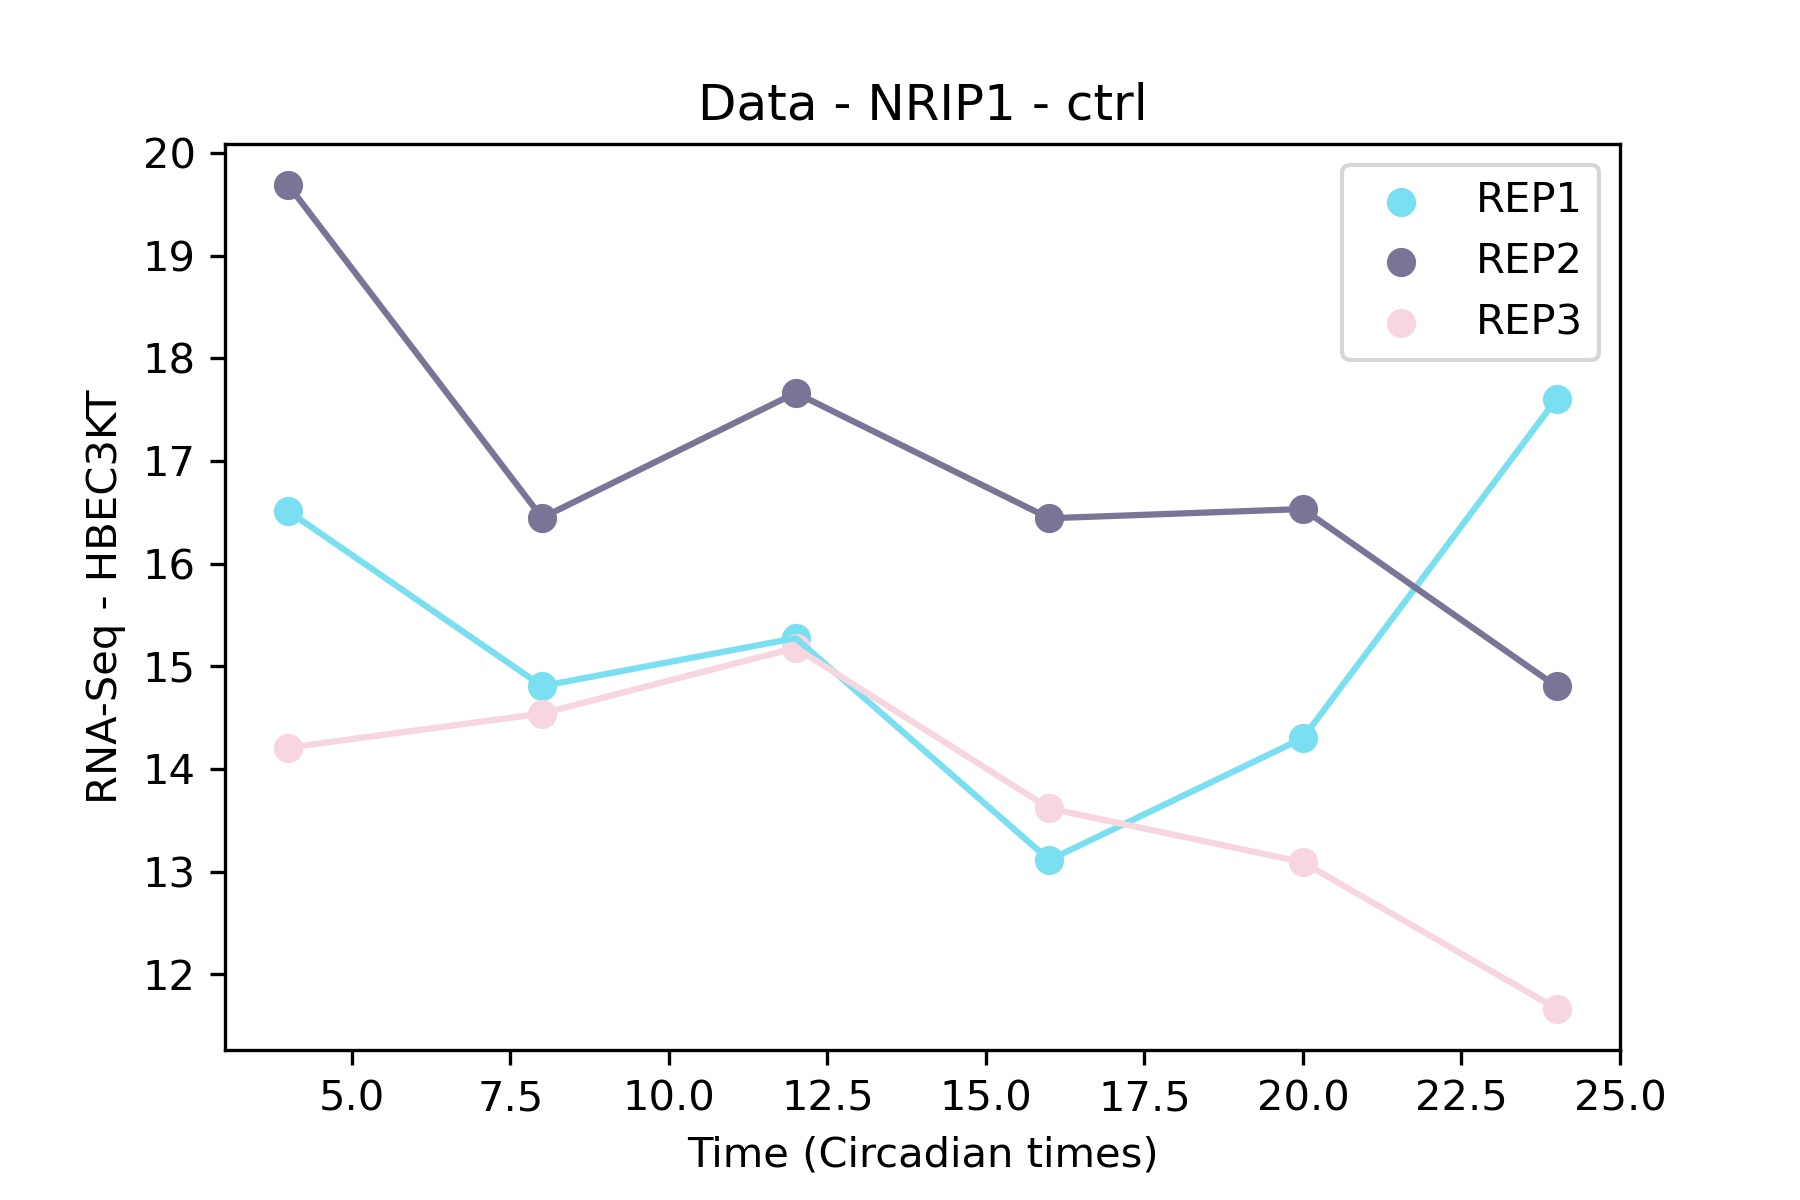 Data - NRIP1 - ctrl
REP1
REP2
REP3
RNA-Seq - HBEC3KT
20
19
18
17
16
15
14
13
12
5.0 7.5 10.0 12.5 15.0 17.5 20.0 22.5 25.0
Time (Circadian times)